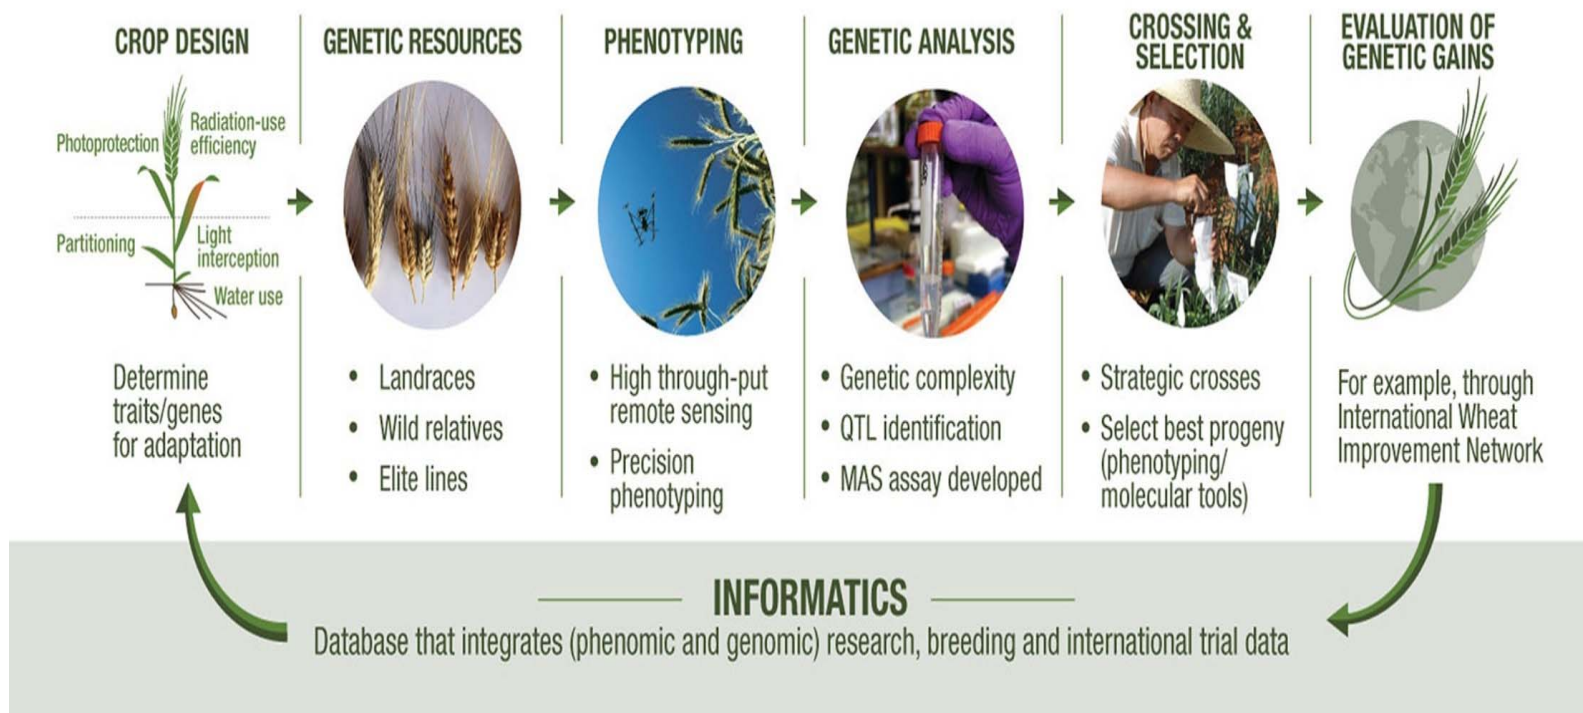 CROP DESIGN
Photoprotection
Radiation-use
efficiency
Partitioning
Light
interception
Water use
Determine
traits/genes
for adaptation
GENETIC RESOURCES
• Landraces
• Wild relatives
• Elite lines
PHENOTYPING
• High through-put
remote sensing
• Precision
phenotyping
GENETIC ANALYSIS
• Genetic complexity
• QTL identification
• MAS assay developed
CROSSING &
SELECTION
• Strategic crosses
• Select best progeny
(phenotyping/
molecular tools)
EVALUATION OF
GENETIC GAINS
For example, through
International Wheat
Improvement Network
INFORMATICS
Database that integrates (phenomic and genomic) research, breeding and international trial data